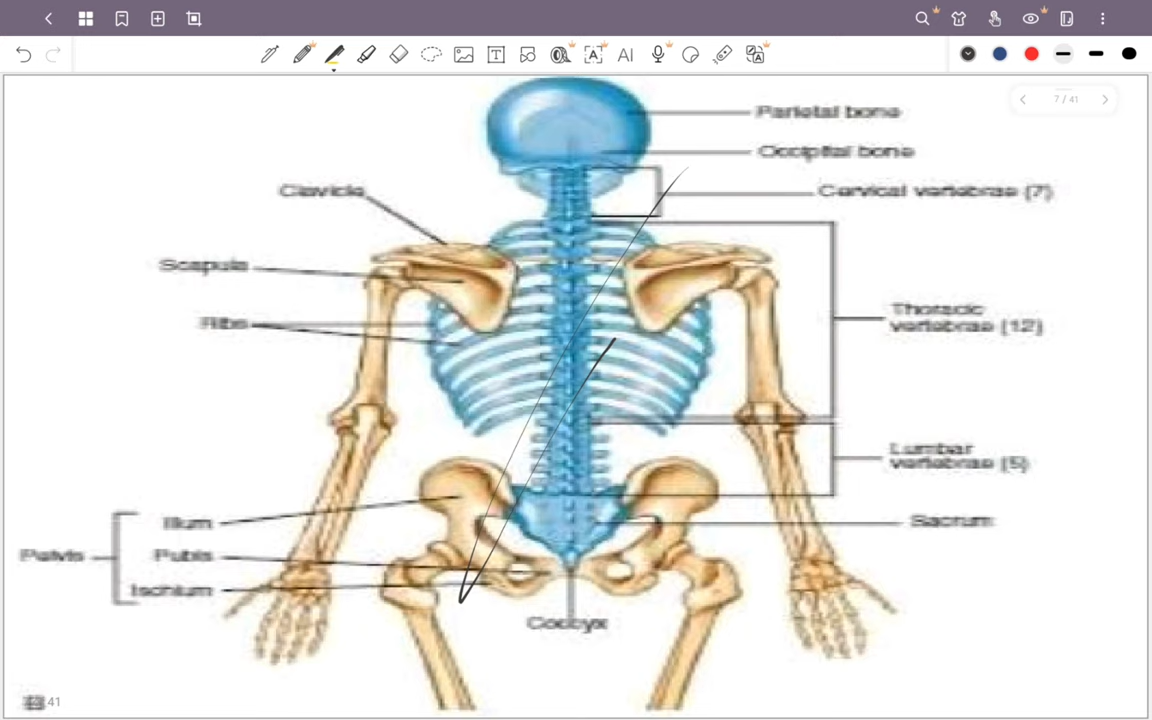 AI
7 / 41
Parietal bone
Occipital bone
Cervical vertebrae (7)
Clavicle
Scapula
Ribs
Thoracic
vertebrae (12)
Lumbar
vertebrae (5)
Ilium
Sacrum
Pelvis
Pubis
Ischium
Coccyx
41